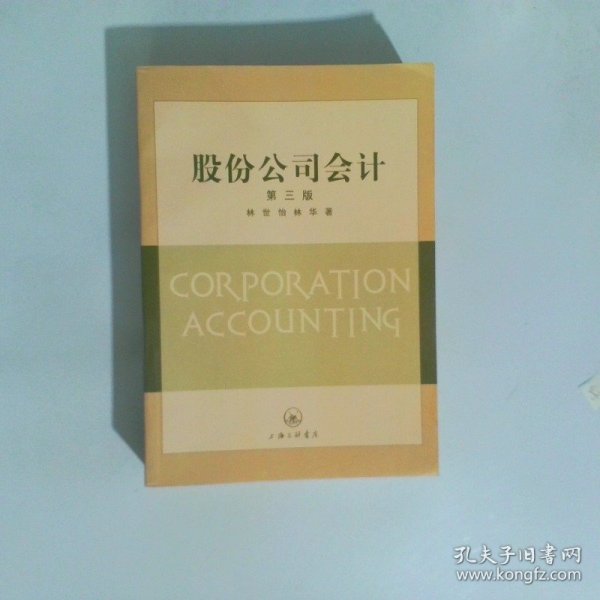 股份公司会计
第三版
林世怡林华著
CORPORATION
ACCOUNTING
上海三联书店
孔夫子旧书网
www.kongfz.com